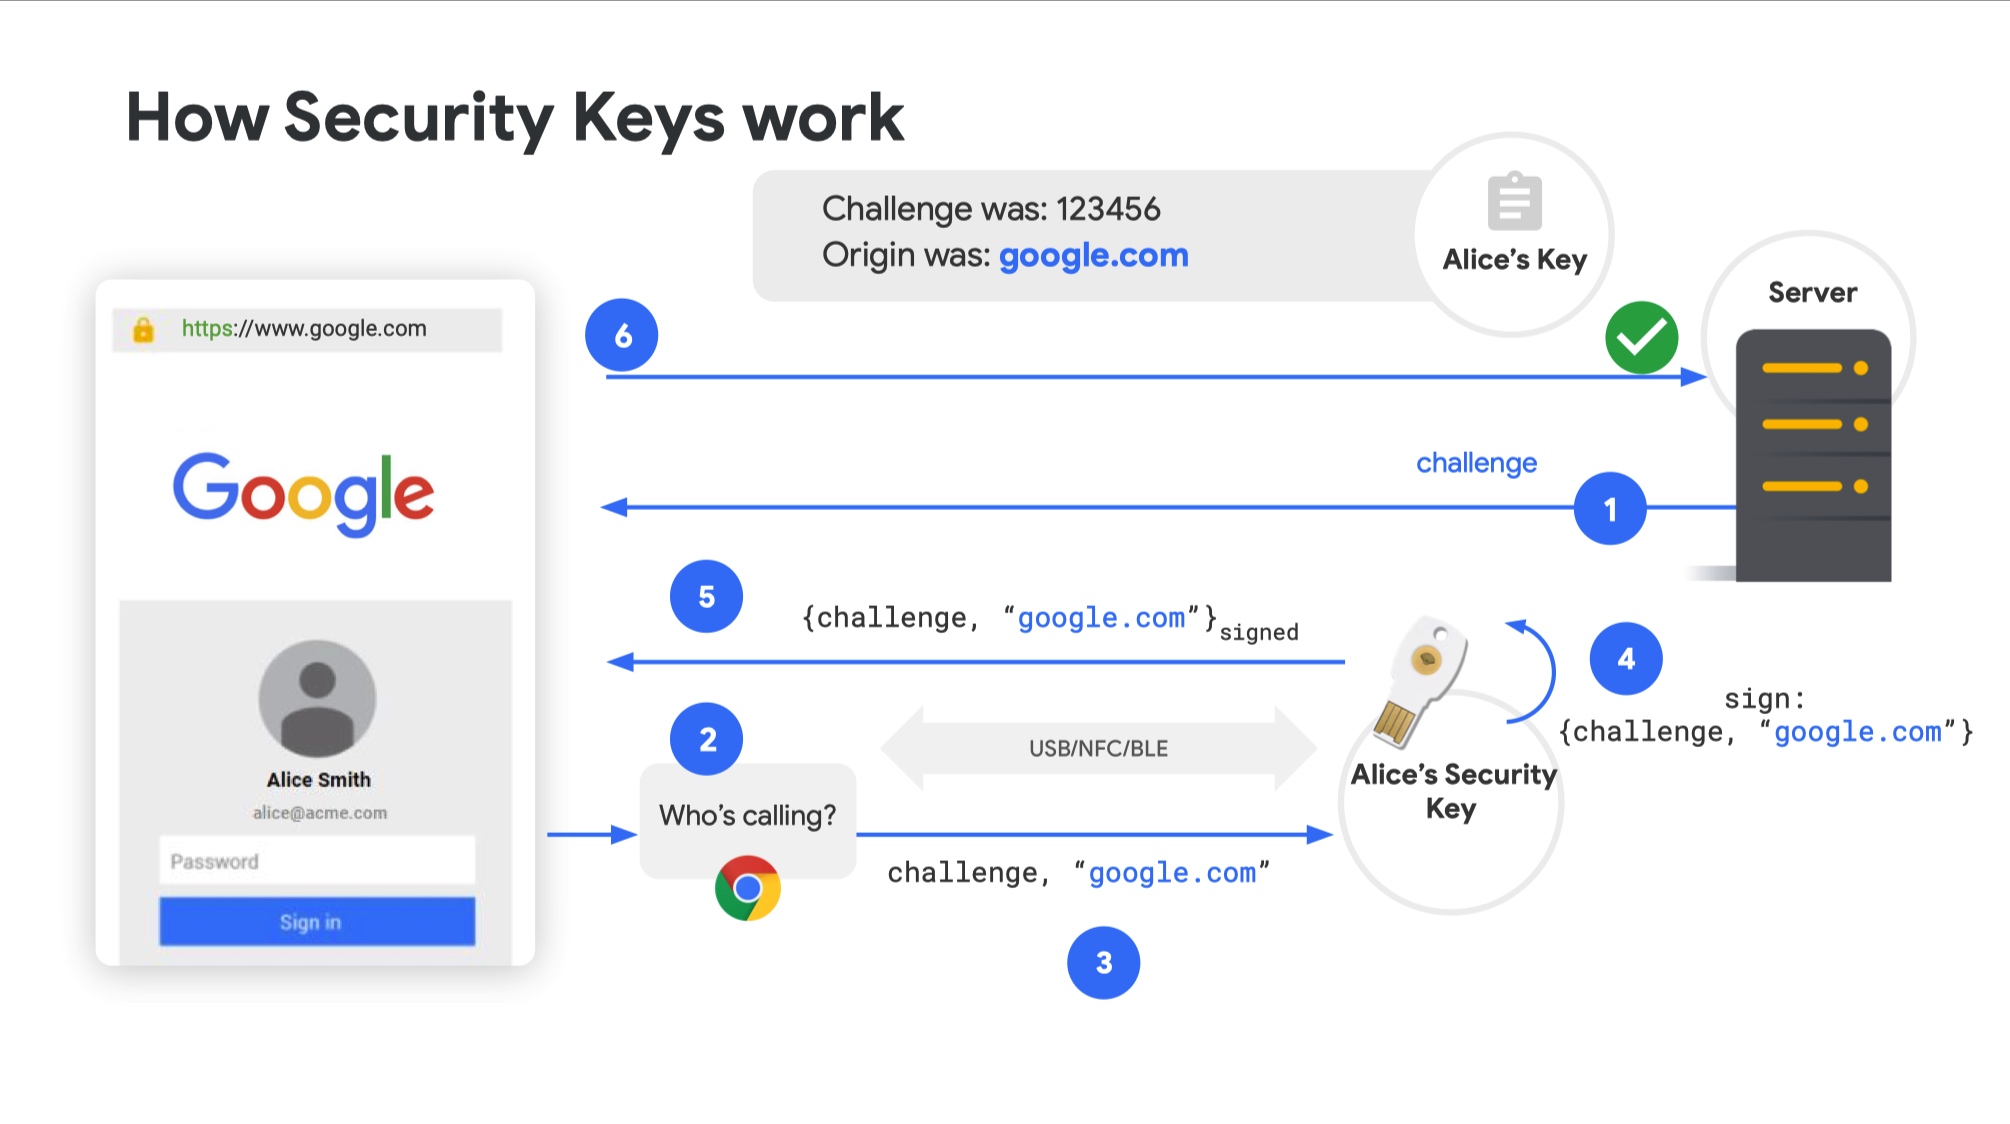 How Security Keys work
Challenge was: 123456
Origin was: google.com
Alice's Key
Server
https://www.google.com
6
Google
challenge
1
5
{challenge, “google.com”}signed
4
sign:
{challenge, “google.com”}
2
USB/NFC/BLE
Who's calling?
Alice's Security
Key
challenge, “google.com”
3
Alice Smith
alice@acme.com
Password
Sign in